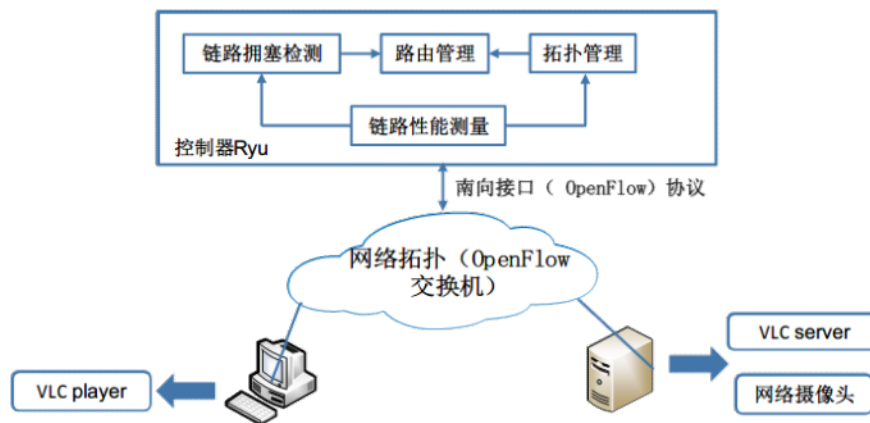 链路拥塞检测
路由管理
拓扑管理
链路性能测量
控制器Ryu
南向接口（ OpenFlow）协议
网络拓扑（OpenFlow
交换机）
VLC server
VLC player
网络摄像头